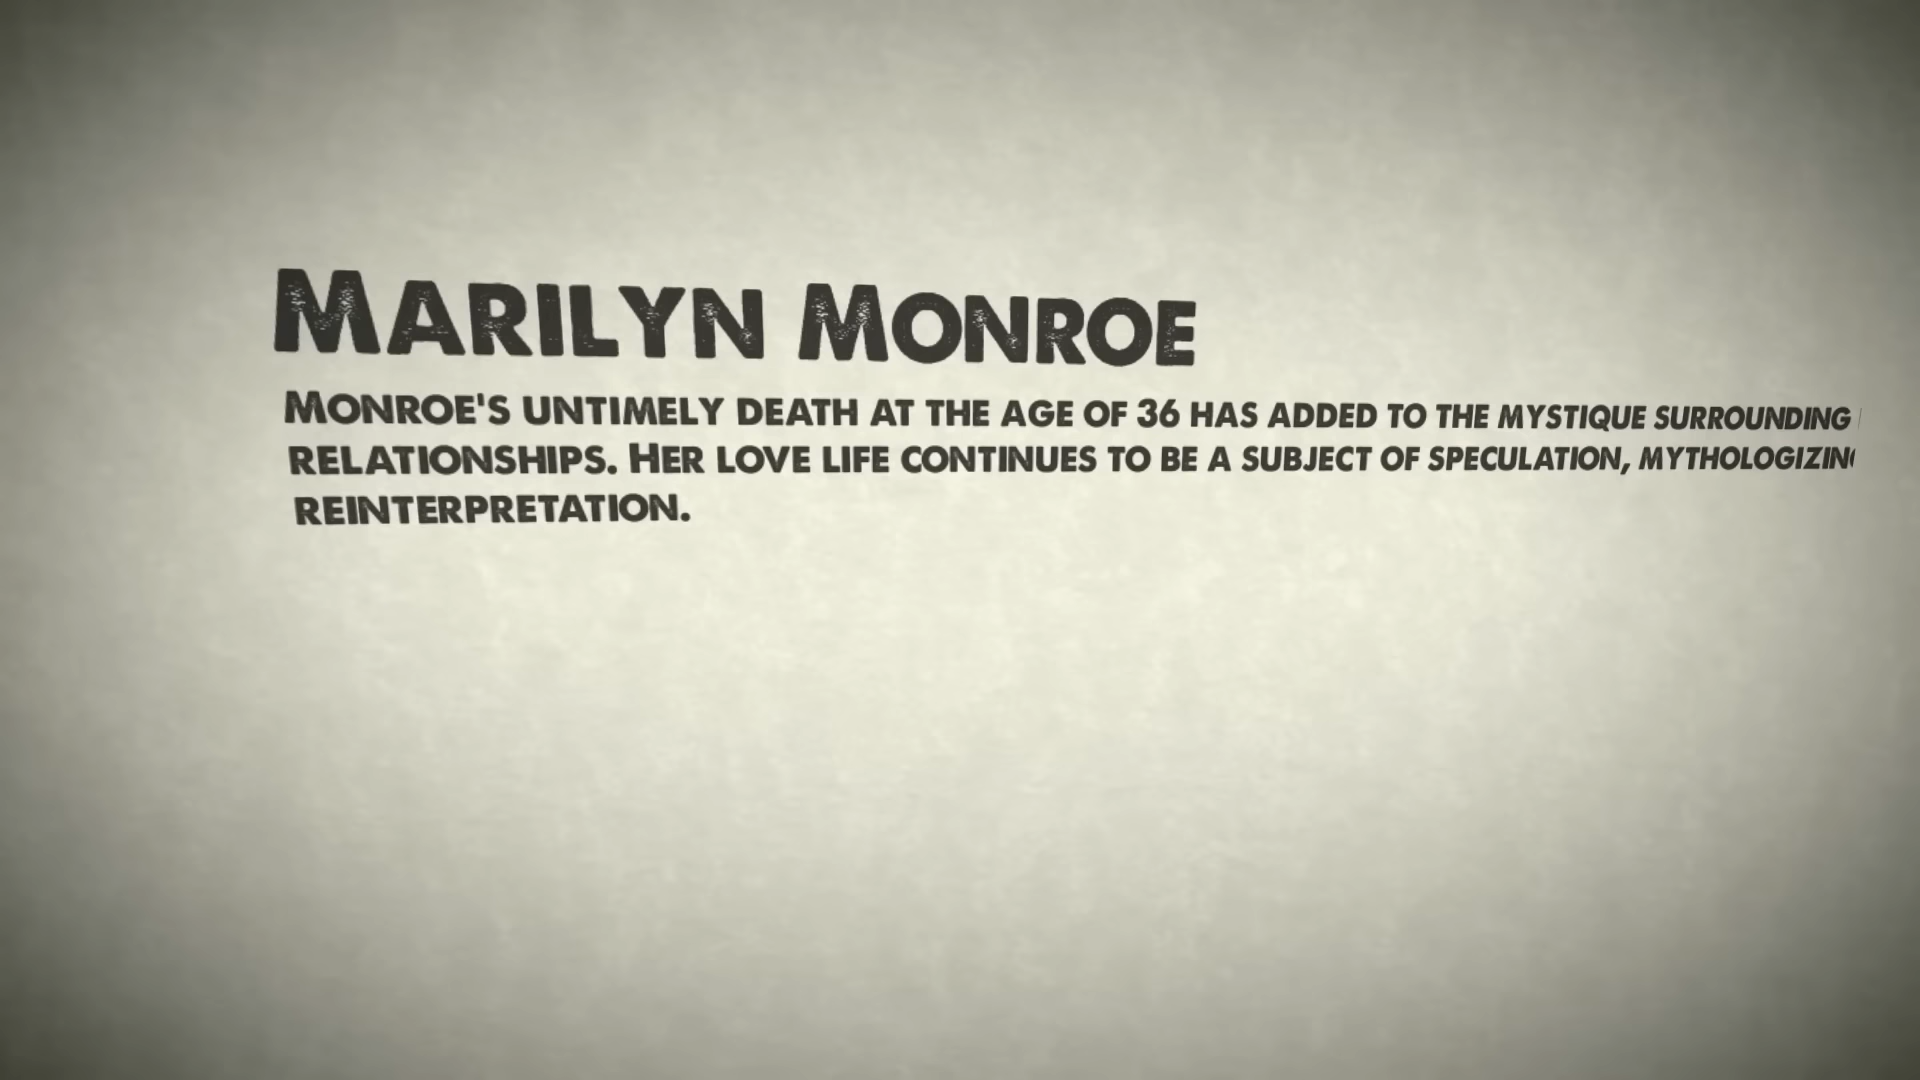 Marilyn Monroe
Monroe's untimely death at the age of 36 has added to the mystique surrounding
relationships. Her love life continues to be a subject of speculation,
reinterpretation.